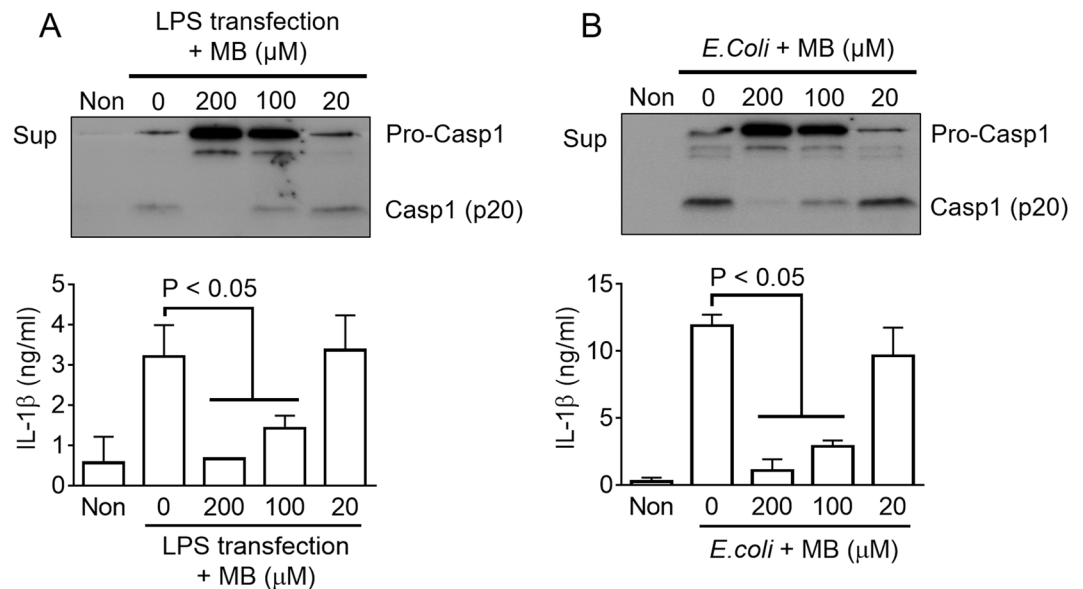 A
LPS transfection
+ MB (μM)
Non 0 200 100 20
Sup
Pro-Casp1
Casp1 (p20)
5
4
3
2
1
0
IL-1β (ng/ml)
P < 0.05
Non 0 200 100 20
LPS transfection
+ MB (μM)
B
E.Coli + MB (μM)
Non 0 200 100 20
Sup
Pro-Casp1
Casp1 (p20)
15
10
5
0
IL-1β (ng/ml)
P < 0.05
Non 0 200 100 20
E.coli + MB (μM)